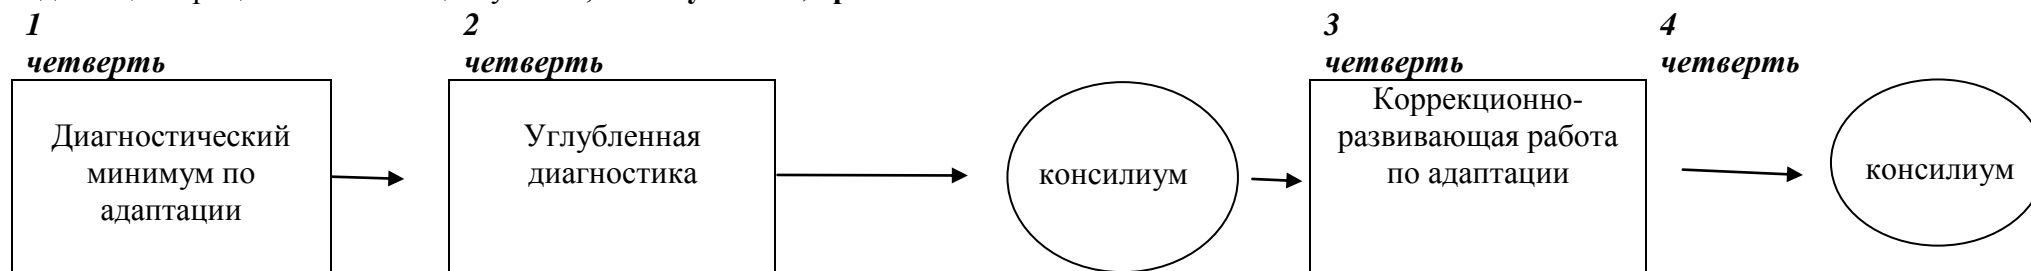 1
четверть
2
четверть
3
четверть
4
четверть
Диагностический
минимум по
адаптации
Углубленная
диагностика
консилиум
Коррекционно-
развивающая работа
по адаптации
консилиум